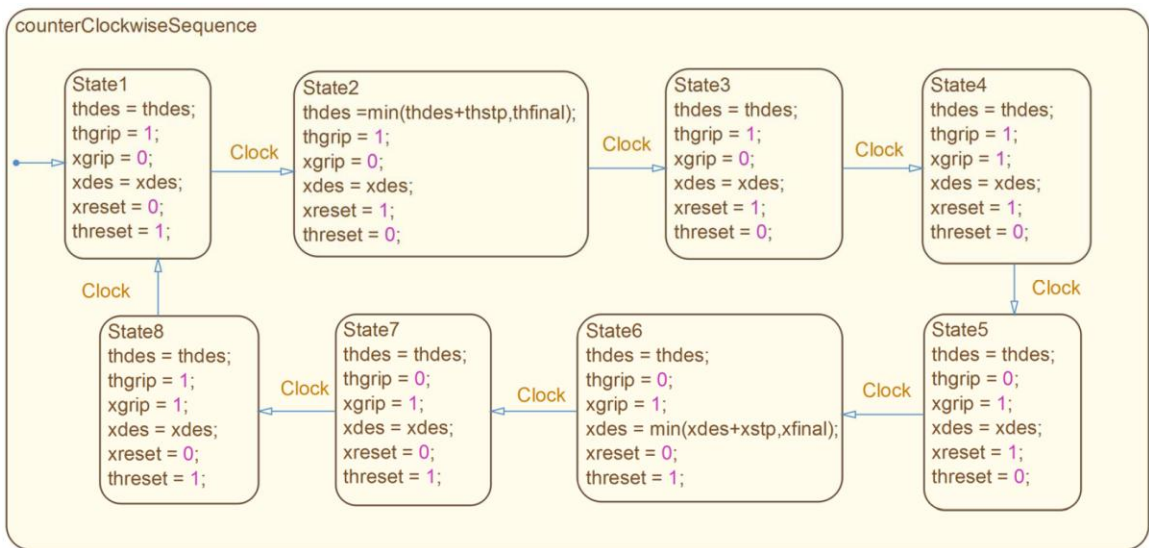 counterClockwiseSequence
State1
thdes = thdes;
thgrip = 1;
xgrip = 0;
xdes = xdes;
xreset = 0;
threset = 1;
Clock
State2
thdes =min(thdes+thstp,thfinal);
thgrip = 1;
xgrip = 0;
xdes = xdes;
xreset = 1;
threset = 0;
Clock
State3
thdes = thdes;
thgrip = 1;
xgrip = 0;
xdes = xdes;
xreset = 1;
threset = 0;
Clock
State4
thdes = thdes;
thgrip = 1;
xgrip = 1;
xdes = xdes;
xreset = 1;
threset = 0;
Clock
State5
thdes = thdes;
thgrip = 0;
xgrip = 1;
xdes = xdes;
xreset = 1;
threset = 0;
Clock
State6
thdes = thdes;
thgrip = 0;
xgrip = 1;
xdes = min(xdes+xstp,xfinal);
xreset = 0;
threset = 1;
Clock
State7
thdes = thdes;
thgrip = 0;
xgrip = 1;
xdes = xdes;
xreset = 0;
threset = 1;
Clock
State8
thdes = thdes;
thgrip = 1;
xgrip = 1;
xdes = xdes;
xreset = 0;
threset = 1;
Clock